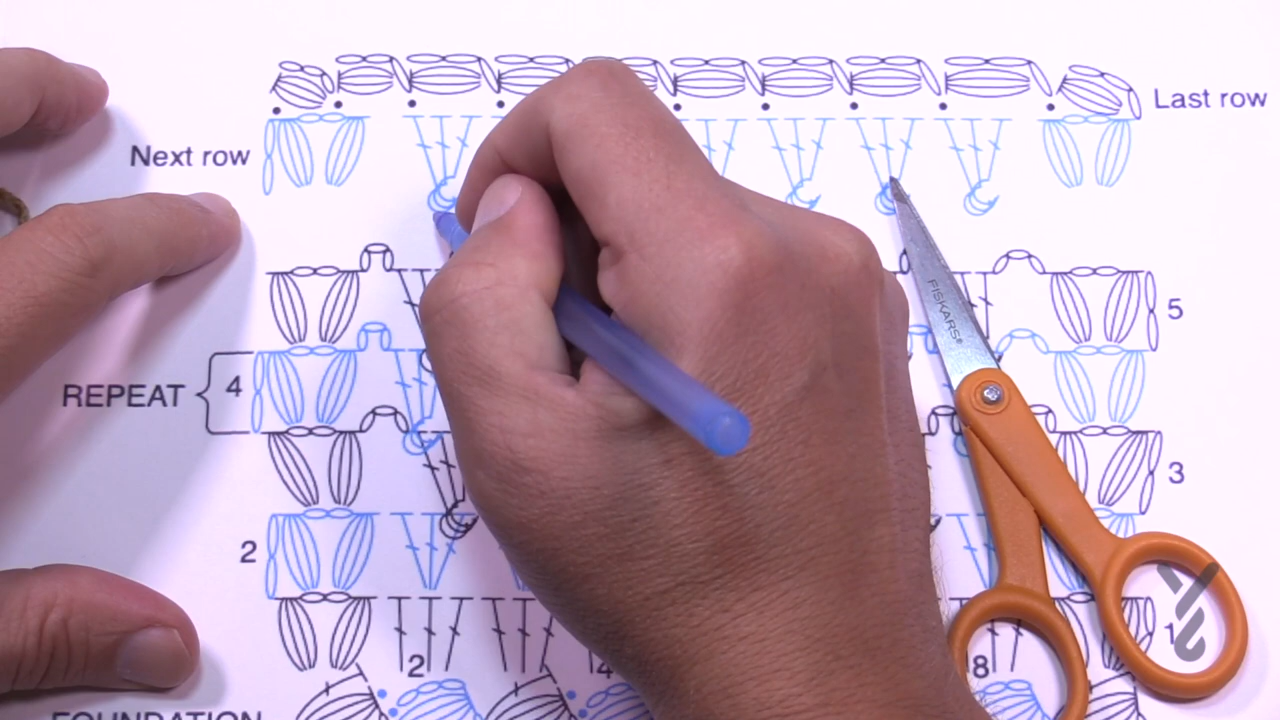 Last row
Next row
5
REPEAT 4
3
2
1
2 4 8
FOUNDATION
FISKARS